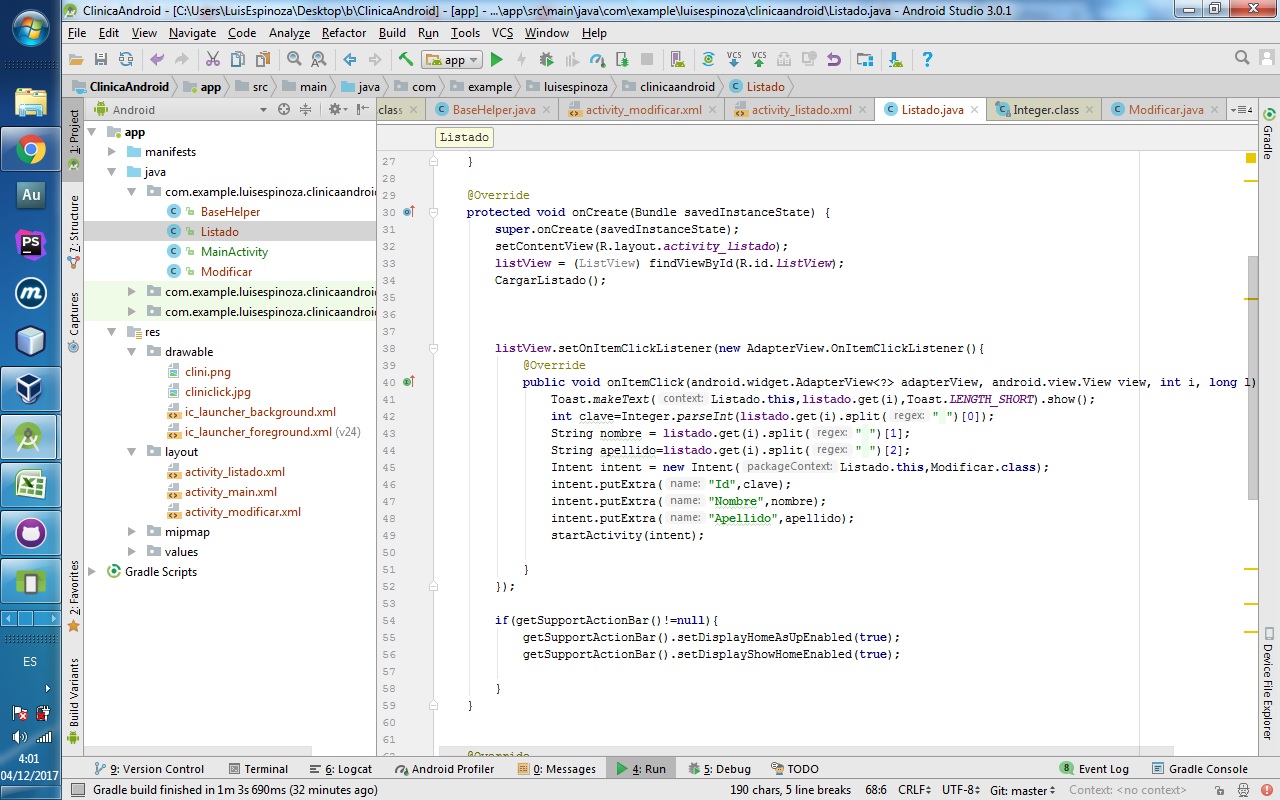 ClinicaAndroid - [C:\Users\LuisEspinoza\Desktop\b\ClinicaAndroid] - [app] - ...\app\src\main\java\com\example\luisespinoza\clinicaandroid\Listado.java - Android Studio 3.0.1
File Edit View Navigate Code Analyze Refactor Build Run Tools VCS Window Help
app VCS VCS
ClinicaAndroid app src main java com example luisespinoza clinicaandroid Listado
Android
class BaseHelper.java activity_modificar.xml activity_listado.xml Listado.java Integer.class Modificar.java 4
Listado
app
manifests
java
com.example.luisespinoza.clinicaandroi
BaseHelper
Listado
MainActivity
Modificar
com.example.luisespinoza.clinicaandroi
com.example.luisespinoza.clinicaandroi
res
drawable
clini.png
cliniclick.jpg
ic_launcher_background.xml
ic_launcher_foreground.xml (v24)
layout
activity_listado.xml
activity_main.xml
activity_modificar.xml
mipmap
values
Gradle Scripts
27 }
28
29 @Override
30 protected void onCreate(Bundle savedInstanceState) {
31 super.onCreate(savedInstanceState);
32 setContentView(R.layout.activity_listado);
33 listView = (ListView) findViewById(R.id.listView);
34 CargarListado();
35
36
37
38 listView.setOnItemClickListener(new AdapterView.OnItemClickListener(){
39 @Override
40 public void onItemClick(android.widget.AdapterView<?> adapterView, android.view.View view, int i, long l)
41 Toast.makeText( context: Listado.this,listado.get(i),Toast.LENGTH_SHORT).show();
42 int clave=Integer.parseInt(listado.get(i).split( regex: " ")[0]);
43 String nombre = listado.get(i).split( regex: " ")[1];
44 String apellido=listado.get(i).split( regex: " ")[2];
45 Intent intent = new Intent( packageContext: Listado.this,Modificar.class);
46 intent.putExtra( name: "Id",clave);
47 intent.putExtra( name: "Nombre",nombre);
48 intent.putExtra( name: "Apellido",apellido);
49 startActivity(intent);
50
51 }
52 });
53
54 if(getSupportActionBar()!=null){
55 getSupportActionBar().setDisplayHomeAsUpEnabled(true);
56 getSupportActionBar().setDisplayShowHomeEnabled(true);
57
58 }
59 }
60
61
62 @Override
1: Project
7: Structure
Captures
2: Favorites
Build Variants
Gradle
Device File Explorer
Au
PS
m
ES
4:01
04/12/2017
9: Version Control Terminal 6: Logcat Android Profiler 0: Messages 4: Run 5: Debug TODO 8 Event Log Gradle Console
Gradle build finished in 1m 3s 690ms (32 minutes ago) 190 chars, 5 line breaks 68:6 CRLF UTF-8 Git: master Context: <no context>